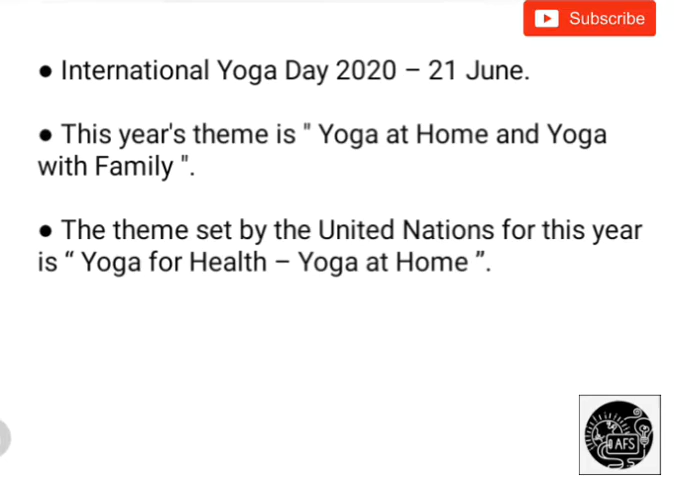 Subscribe
● International Yoga Day 2020 – 21 June.
● This year's theme is " Yoga at Home and Yoga
with Family ".
● The theme set by the United Nations for this year
is “ Yoga for Health – Yoga at Home ”.
AFS